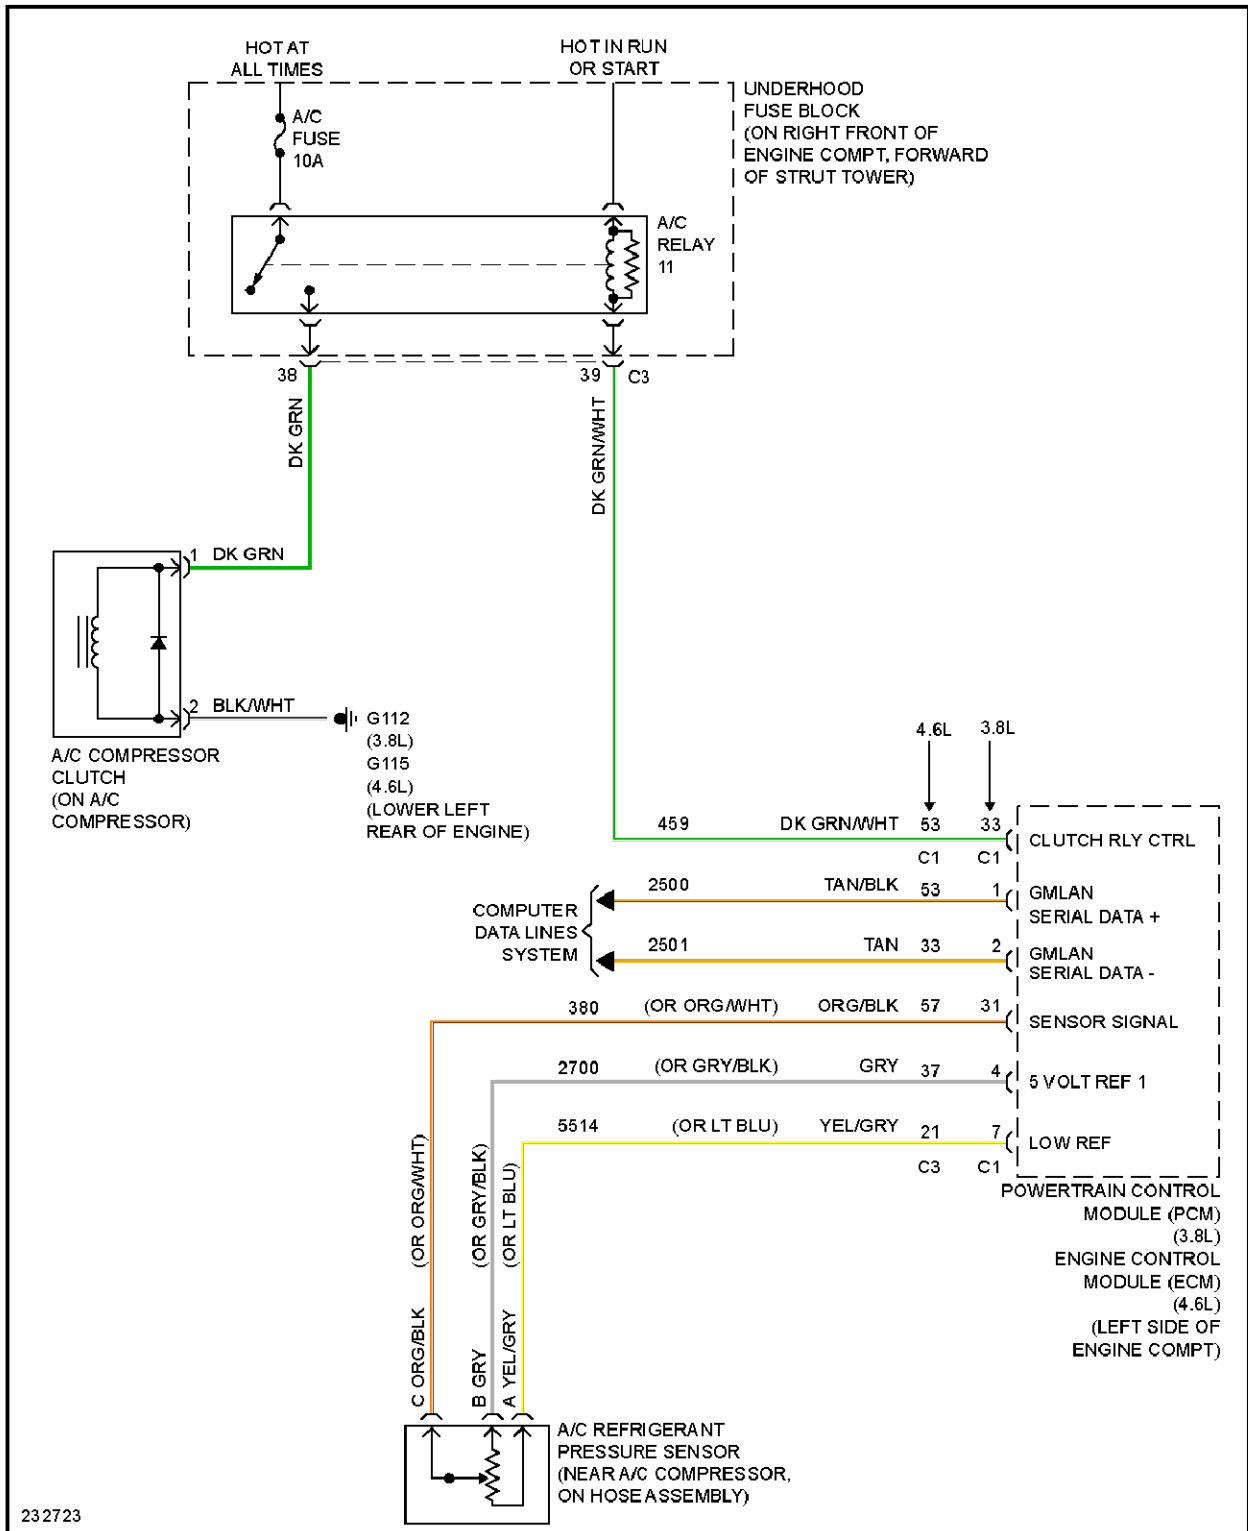 HOT AT
ALL TIMES
HOT IN RUN
OR START
UNDERHOOD
FUSE BLOCK
(ON RIGHT FRONT OF
ENGINE COMPT, FORWARD
OF STRUT TOWER)
A/C
FUSE
10A
A/C
RELAY
11
38
39
C3
DK GRN
DK GRN/WHT
1
DK GRN
2
BLK/WHT
G112
(3.8L)
G115
(4.6L)
(LOWER LEFT
REAR OF ENGINE)
A/C COMPRESSOR
CLUTCH
(ON A/C
COMPRESSOR)
4.6L
3.8L
459 DK GRN/WHT 53 33 CLUTCH RLY CTRL
C1 C1
2500 TAN/BLK 53 1 GMLAN
SERIAL DATA +
COMPUTER
DATA LINES
SYSTEM
2501 TAN 33 2 GMLAN
SERIAL DATA -
380 (OR ORG/WHT) ORG/BLK 57 31 SENSOR SIGNAL
2700 (OR GRY/BLK) GRY 37 4 5 VOLT REF 1
5514 (OR LT BLU) YEL/GRY 21 7 LOW REF
C3 C1
POWERTRAIN CONTROL
MODULE (PCM)
(3.8L)
ENGINE CONTROL
MODULE (ECM)
(4.6L)
(LEFT SIDE OF
ENGINE COMPT)
C ORG/BLK (OR ORG/WHT)
B GRY (OR GRY/BLK)
A YEL/GRY (OR LT BLU)
A/C REFRIGERANT
PRESSURE SENSOR
(NEAR A/C COMPRESSOR,
ON HOSE ASSEMBLY)
232723